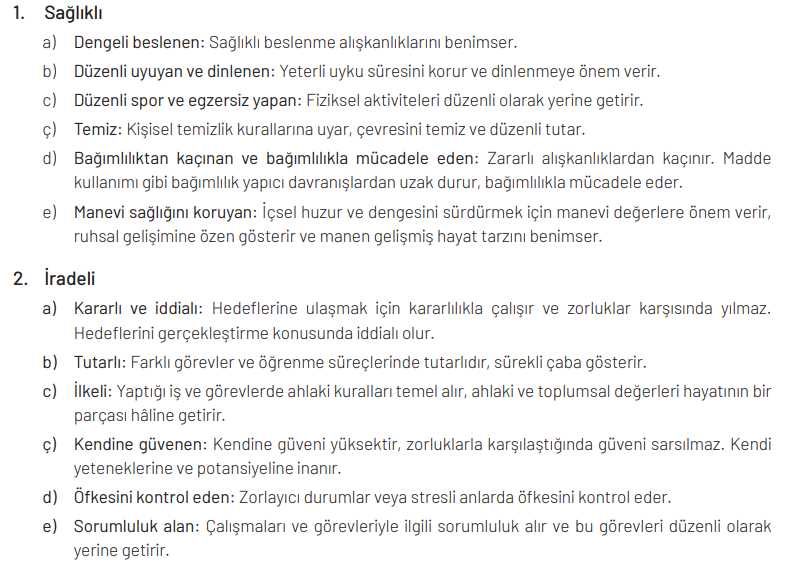 1. Sağlıklı
a) Dengeli beslenen: Sağlıklı beslenme alışkanlıklarını benimser.
b) Düzenli uyuyan ve dinlenen: Yeterli uyku süresini korur ve dinlenmeye önem verir.
c) Düzenli spor ve egzersiz yapan: Fiziksel aktiviteleri düzenli olarak yerine getirir.
ç) Temiz: Kişisel temizlik kurallarına uyar, çevresini temiz ve düzenli tutar.
d) Bağımlılıktan kaçınan ve bağımlılıkla mücadele eden: Zararlı alışkanlıklardan kaçınır. Madde
kullanımı gibi bağımlılık yapıcı davranışlardan uzak durur, bağımlılıkla mücadele eder.
e) Manevi sağlığını koruyan: İçsel huzur ve dengesini sürdürmek için manevi değerlere önem verir,
ruhsal gelişimine özen gösterir ve manen gelişmiş hayat tarzını benimser.
2. İradeli
a) Kararlı ve iddialı: Hedeflerine ulaşmak için kararlılıkla çalışır ve zorluklar karşısında yılmaz.
Hedeflerini gerçekleştirme konusunda iddialı olur.
b) Tutarlı: Farklı görevler ve öğrenme süreçlerinde tutarlıdır, sürekli çaba gösterir.
c) İlkeli: Yaptığı iş ve görevlerde ahlaki kuralları temel alır, ahlaki ve toplumsal değerleri hayatının bir
parçası hâline getirir.
ç) Kendine güvenen: Kendine güveni yüksektir, zorluklarla karşılaştığında güveni sarsılmaz. Kendi
yeteneklerine ve potansiyeline inanır.
d) Öfkesini kontrol eden: Zorlayıcı durumlar veya stresli anlarda öfkesini kontrol eder.
e) Sorumluluk alan: Çalışmaları ve görevleriyle ilgili sorumluluk alır ve bu görevleri düzenli olarak
yerine getirir.